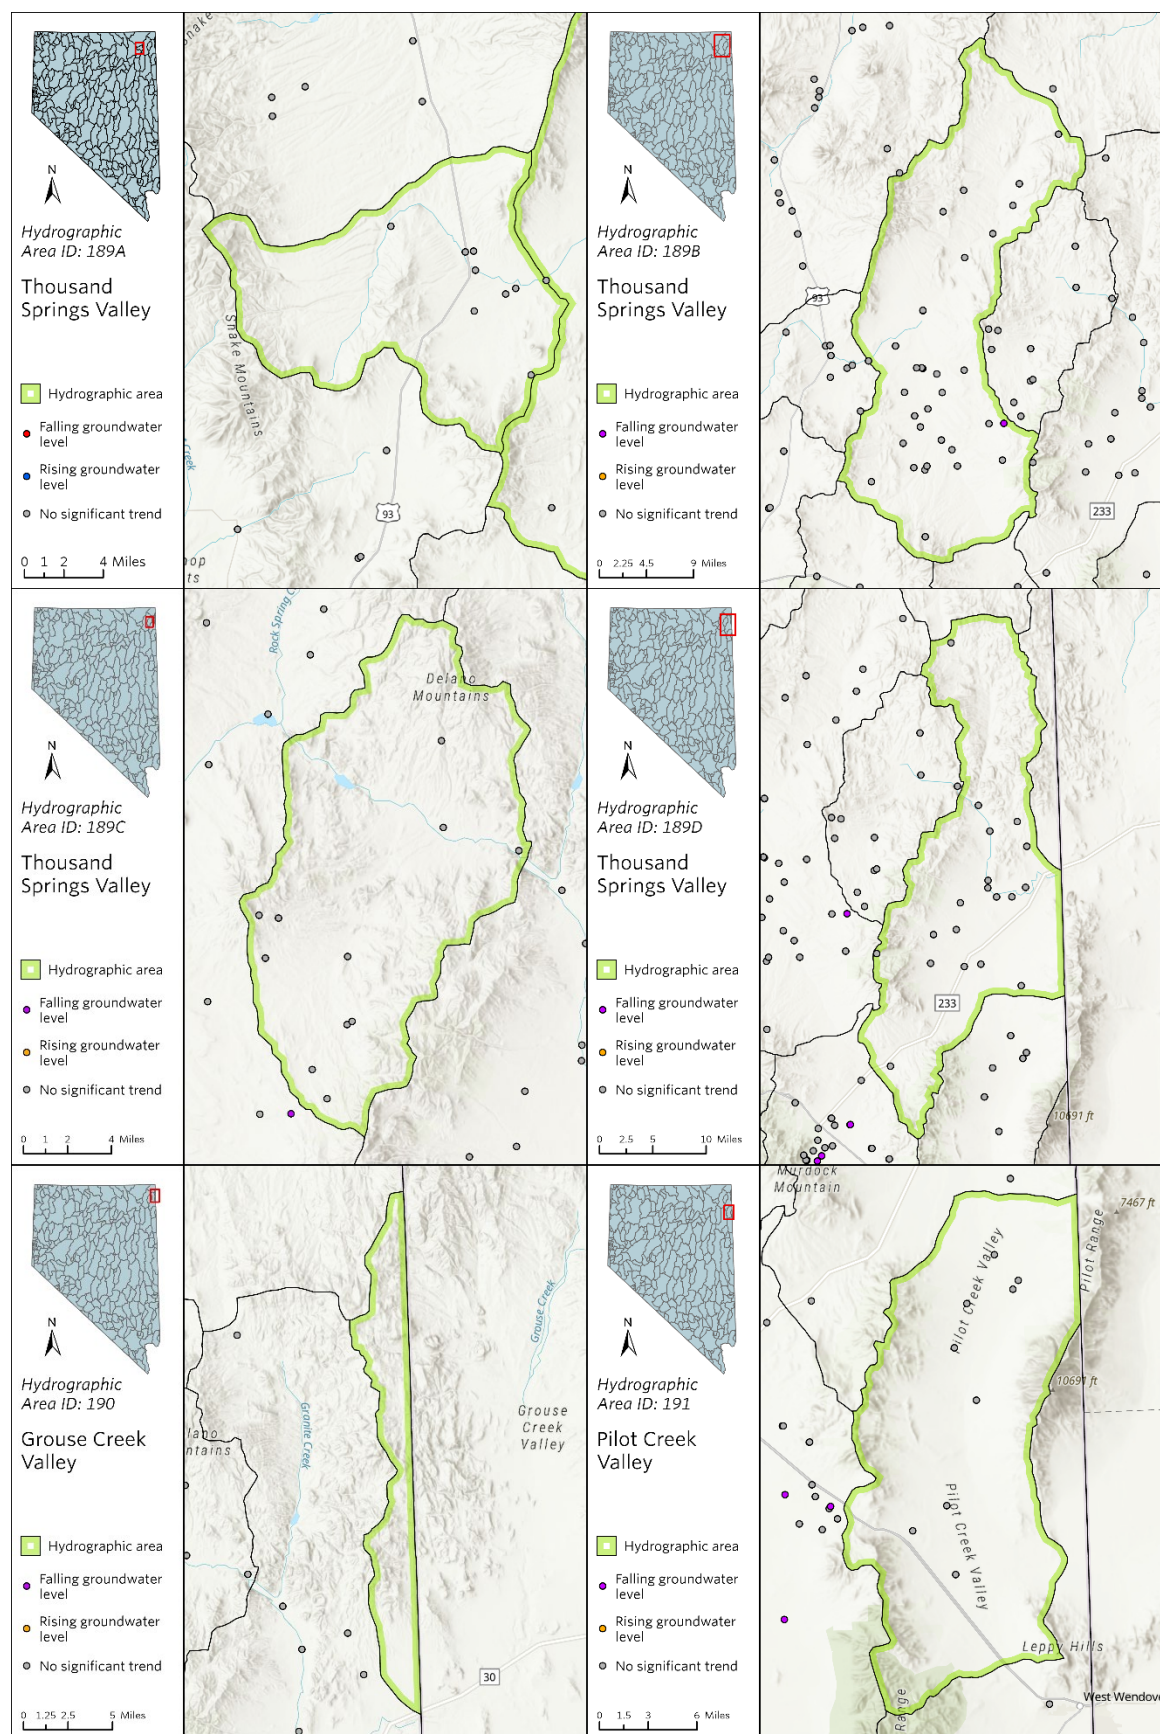 N
Hydrographic
Area ID: 189A
Thousand
Springs Valley
Hydrographic area
Falling groundwater
level
Rising groundwater
level
No significant trend
0 1 2 4 Miles
Snake
Snake Mountains
Creek
93
N
Hydrographic
Area ID: 189B
Thousand
Springs Valley
Hydrographic area
Falling groundwater
level
Rising groundwater
level
No significant trend
0 2.25 4.5 9 Miles
93
233
N
Hydrographic
Area ID: 189C
Thousand
Springs Valley
Hydrographic area
Falling groundwater
level
Rising groundwater
level
No significant trend
0 1 2 4 Miles
Rock Spring C
Delano
Mountains
N
Hydrographic
Area ID: 189D
Thousand
Springs Valley
Hydrographic area
Falling groundwater
level
Rising groundwater
level
No significant trend
0 2.5 5 10 Miles
233
10691 ft
N
Hydrographic
Area ID: 190
Grouse Creek
Valley
Hydrographic area
Falling groundwater
level
Rising groundwater
level
No significant trend
0 1.25 2.5 5 Miles
lano
ntains
Granite Creek
Grouse Creek
Grouse
Creek
Valley
30
N
Hydrographic
Area ID: 191
Pilot Creek
Valley
Hydrographic area
Falling groundwater
level
Rising groundwater
level
No significant trend
0 1.5 3 6 Miles
Murdock
Mountain
7467 ft
Pilot Range
Pilot Creek Valley
10691 ft
Pilot Creek Valley
Leppy Hills
West Wendove
Range